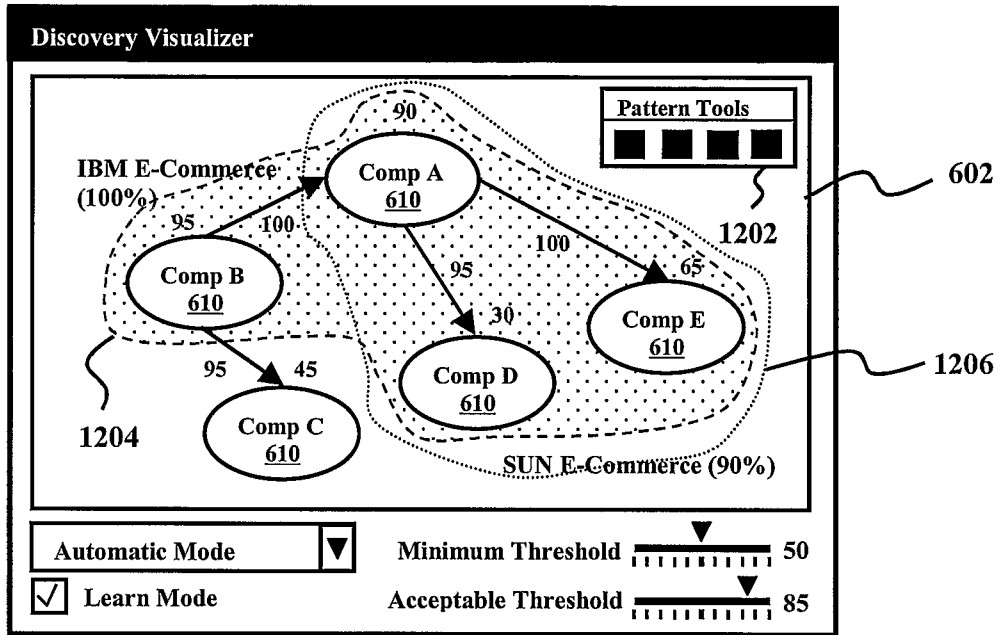 Discovery Visualizer
90
Pattern Tools
IBM E-Commerce
(100%)
Comp A
610
602
1202
95
100
100
95
65
Comp B
610
30
Comp E
610
95
45
Comp D
610
1206
1204
Comp C
610
SUN E-Commerce (90%)
Automatic Mode
Minimum Threshold
50
Learn Mode
Acceptable Threshold
85